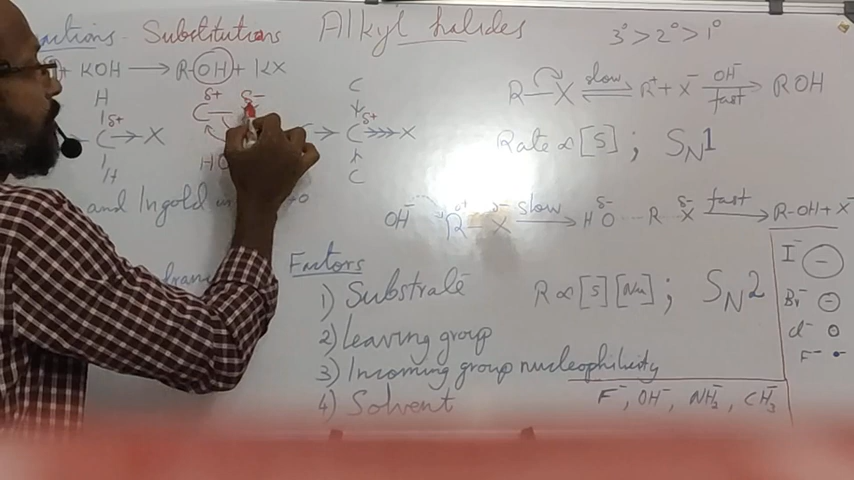 Substitutions
Alkyl halides
3° > 2° > 1°
+ KOH → R-OH + KX
H
C
δ+ δ-
C
R—X slow ⇌ R⁺ + X⁻ OH⁻ fast → ROH
δ+
C → X
δ+
C →→→ X
H
C
Rate ∝ [S] ; SN1
and Ingold in
OH⁻ R—X slow → HO δ- ... R ... X δ- fast → R-OH + X⁻
Factors
1) Substrate
2) Leaving group
3) Incoming group nucleophilicity
4) Solvent
R ∝ [S] [Nu] ; SN2
I⁻
Br⁻
Cl⁻
F⁻
F⁻, OH⁻, NH₂⁻, CH₃⁻